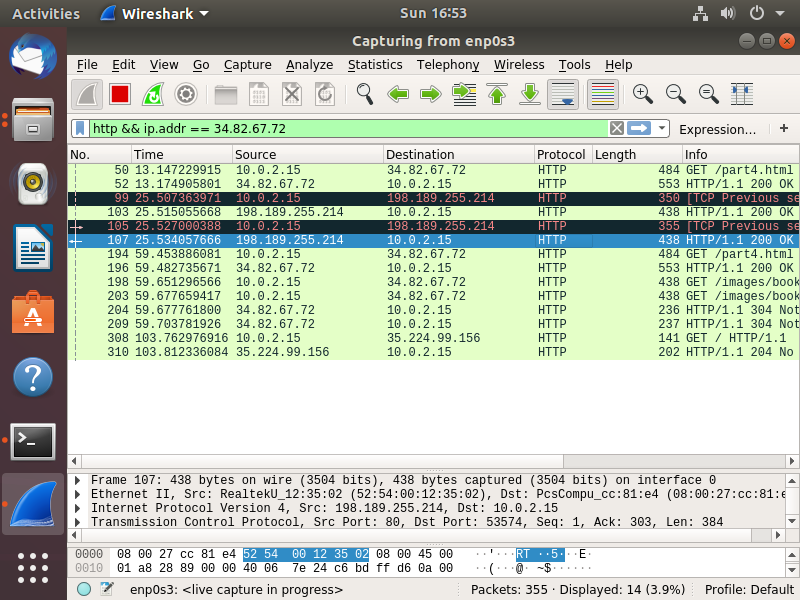 Activities Wireshark Sun 16:53
Capturing from enp0s3
File Edit View Go Capture Analyze Statistics Telephony Wireless Tools Help
http && ip.addr == 34.82.67.72 Expression... +
No. Time Source Destination Protocol Length Info
50 13.147229915 10.0.2.15 34.82.67.72 HTTP 484 GET /part4.html
52 13.174905801 34.82.67.72 10.0.2.15 HTTP 553 HTTP/1.1 200 OK
99 25.507363971 10.0.2.15 198.189.255.214 HTTP 350 [TCP Previous se
103 25.515055668 198.189.255.214 10.0.2.15 HTTP 438 HTTP/1.1 200 OK
105 25.527000388 10.0.2.15 198.189.255.214 HTTP 355 [TCP Previous se
107 25.534057666 198.189.255.214 10.0.2.15 HTTP 438 HTTP/1.1 200 OK
194 59.453886081 10.0.2.15 34.82.67.72 HTTP 484 GET /part4.html
196 59.482735671 34.82.67.72 10.0.2.15 HTTP 553 HTTP/1.1 200 OK
198 59.651296566 10.0.2.15 34.82.67.72 HTTP 438 GET /images/book
203 59.677659417 10.0.2.15 34.82.67.72 HTTP 438 GET /images/book
204 59.677761800 34.82.67.72 10.0.2.15 HTTP 236 HTTP/1.1 304 Not
209 59.703781926 34.82.67.72 10.0.2.15 HTTP 237 HTTP/1.1 304 Not
308 103.762976916 10.0.2.15 35.224.99.156 HTTP 141 GET / HTTP/1.1
310 103.812336084 35.224.99.156 10.0.2.15 HTTP 202 HTTP/1.1 204 No
Frame 107: 438 bytes on wire (3504 bits), 438 bytes captured (3504 bits) on interface 0
Ethernet II, Src: RealtekU_12:35:02 (52:54:00:12:35:02), Dst: PcsCompu_cc:81:e4 (08:00:27:cc:81:e
Internet Protocol Version 4, Src: 198.189.255.214, Dst: 10.0.2.15
Transmission Control Protocol, Src Port: 80, Dst Port: 53574, Seq: 1, Ack: 303, Len: 384
0000 08 00 27 cc 81 e4 52 54 00 12 35 02 08 00 45 00 ··'···RT ··5···E·
0010 01 a8 28 89 00 00 40 06 7e 24 c6 bd ff d6 0a 00 ··(···@· ~$······
enp0s3: <live capture in progress> Packets: 355 · Displayed: 14 (3.9%) Profile: Default